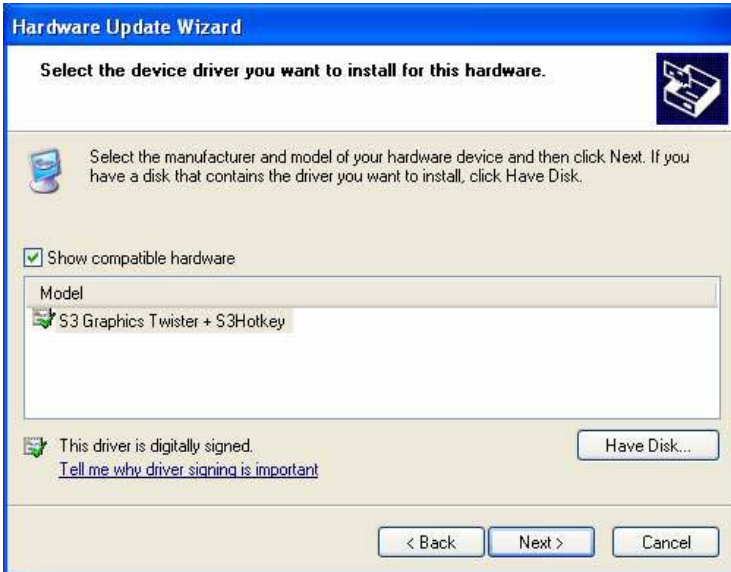 Hardware Update Wizard
Select the device driver you want to install for this hardware.
Select the manufacturer and model of your hardware device and then click Next. If you
have a disk that contains the driver you want to install, click Have Disk.
Show compatible hardware
Model
S3 Graphics Twister + S3Hotkey
This driver is digitally signed.
Have Disk...
Tell me why driver signing is important
< Back
Next >
Cancel